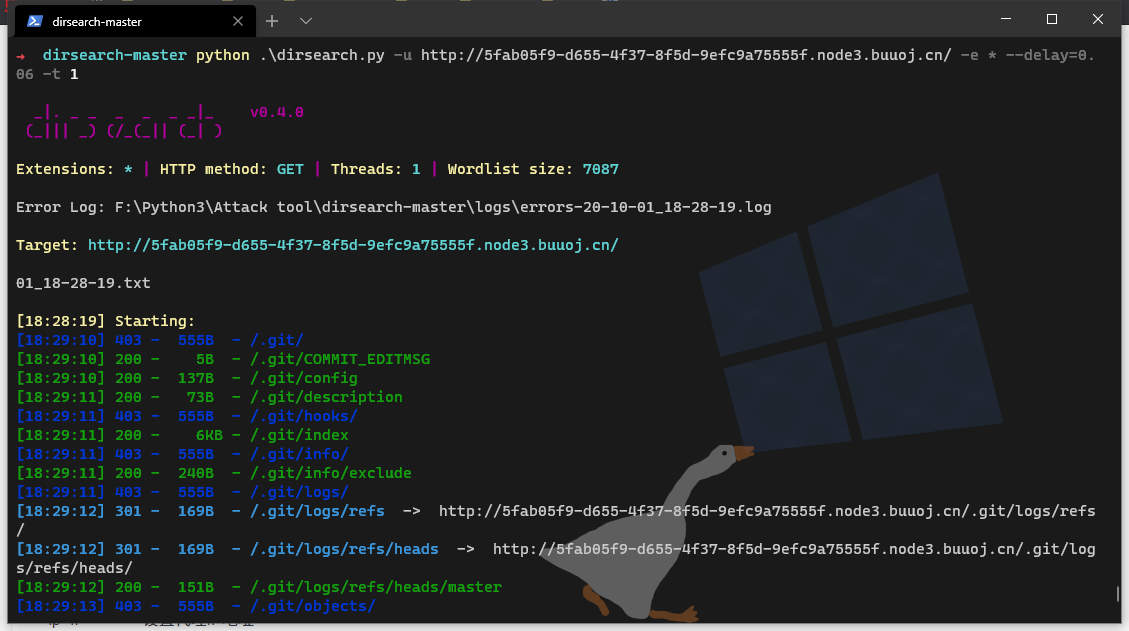 dirsearch-master
→ dirsearch-master python .\dirsearch.py -u http://5fab05f9-d655-4f37-8f5d-9efc9a75555f.node3.buuoj.cn/ -e * --delay=0.
06 -t 1
_|. _ _  _  _  _ _|_    v0.4.0
(_||| _) (/_(_|| (_| )
Extensions: * | HTTP method: GET | Threads: 1 | Wordlist size: 7087
Error Log: F:\Python3\Attack tool\dirsearch-master\logs\errors-20-10-01_18-28-19.log
Target: http://5fab05f9-d655-4f37-8f5d-9efc9a75555f.node3.buuoj.cn/
01_18-28-19.txt
[18:28:19] Starting:
[18:29:10] 403 -  555B  - /.git/
[18:29:10] 200 -    5B  - /.git/COMMIT_EDITMSG
[18:29:10] 200 -  137B  - /.git/config
[18:29:11] 200 -   73B  - /.git/description
[18:29:11] 403 -  555B  - /.git/hooks/
[18:29:11] 200 -    6KB - /.git/index
[18:29:11] 403 -  555B  - /.git/info/
[18:29:11] 200 -  240B  - /.git/info/exclude
[18:29:11] 403 -  555B  - /.git/logs/
[18:29:12] 301 -  169B  - /.git/logs/refs  ->  http://5fab05f9-d655-4f37-8f5d-9efc9a75555f.node3.buuoj.cn/.git/logs/refs
/
[18:29:12] 301 -  169B  - /.git/logs/refs/heads  ->  http://5fab05f9-d655-4f37-8f5d-9efc9a75555f.node3.buuoj.cn/.git/log
s/refs/heads/
[18:29:12] 200 -  151B  - /.git/logs/refs/heads/master
[18:29:13] 403 -  555B  - /.git/objects/